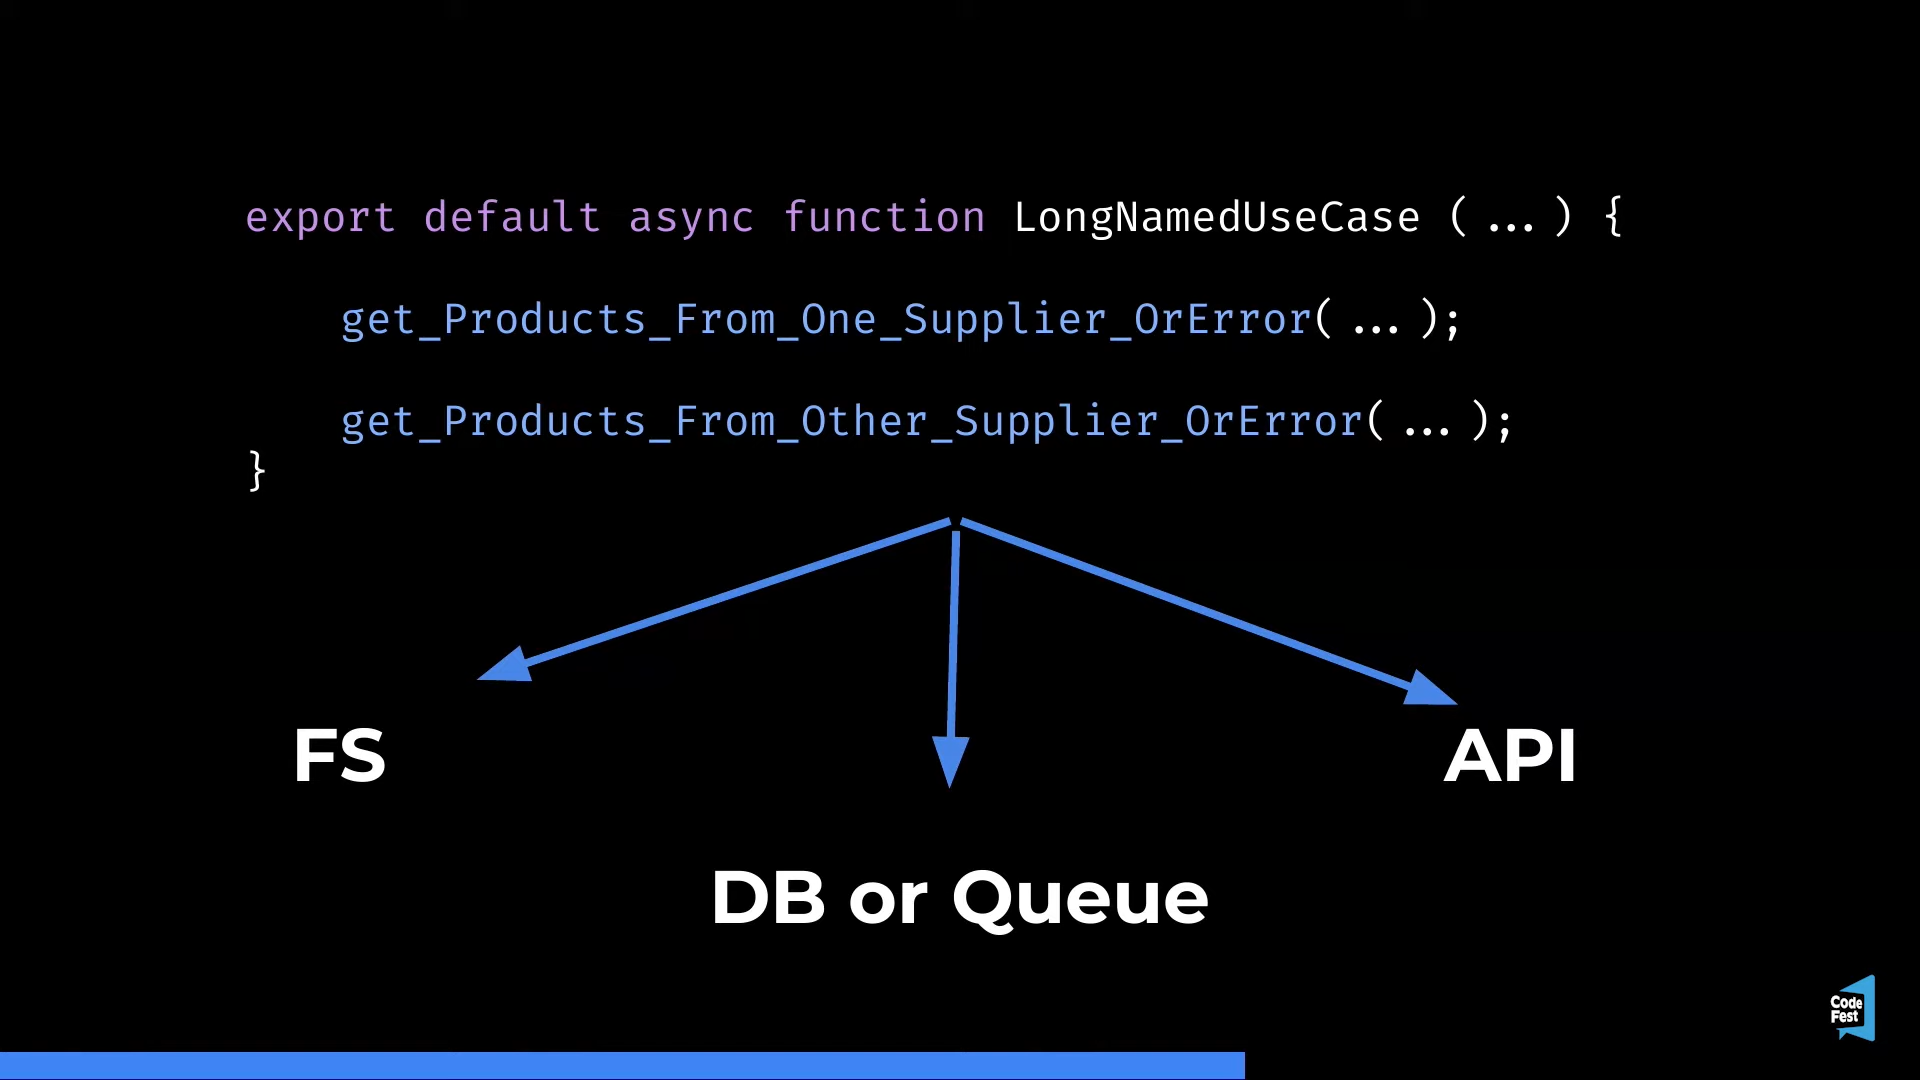 export default async function LongNamedUseCase (...) {
get_Products_From_One_Supplier_OrError(...);
get_Products_From_Other_Supplier_OrError(...);
}
FS
API
DB or Queue
Code
Fest